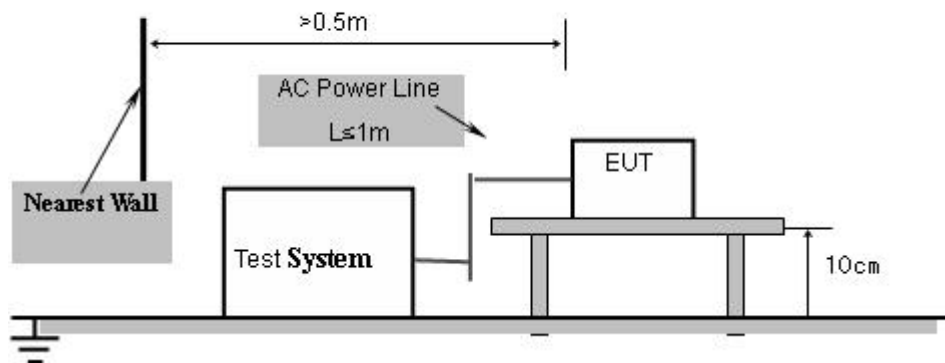 >0.5m
AC Power Line
L≤1m
EUT
Nearest Wall
Test System
10cm